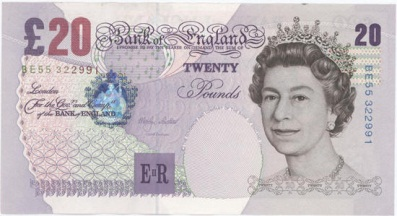 £20
Bank of England
20
BE55 322991
TWENTY
Pounds
London
For the Gov.r and Comp.a
of the BANK OF ENGLAND
EIIR
BE55 322991